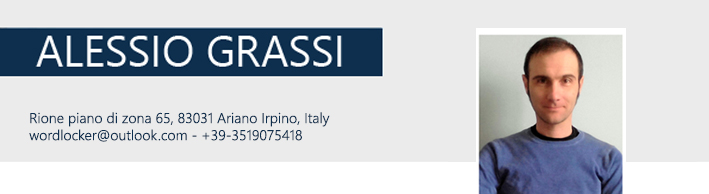 ALESSIO GRASSI
Rione piano di zona 65, 83031 Ariano Irpino, Italy
wordlocker@outlook.com - +39-3519075418